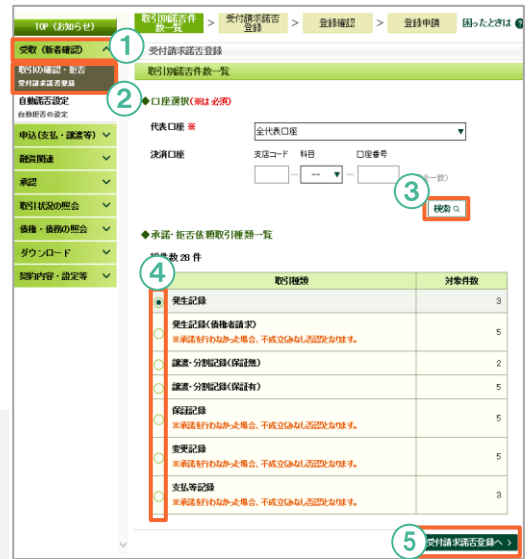 TOP（お知らせ）
取引別諾否件数一覧 > 受付請求諾否登録 > 登録確認 > 登録申請 困ったときは
受取（諾否確認） ①
受付請求諾否登録
取引の確認・拒否
受付請求諾否登録
取引別諾否件数一覧
自動諾否設定
自動拒否の設定
②
◆口座選択(※は必須)
申込(支払・譲渡等)
融資関連
承認
取引状況の照会
債権・債務の照会
ダウンロード
契約内容・設定等
代表口座 ※ 全代表口座
決済口座 支店コード 科目 口座番号
-- -- --
一致)
③
検索
◆承諾・拒否依頼取引種類一覧
④
件数 28 件
取引種類 対象件数
発生記録 3
発生記録(債権者請求) 5
※承諾を行わなかった場合、不成立(みなし否認)となります。
譲渡・分割記録(保証無) 2
譲渡・分割記録(保証有) 5
保証記録 5
※承諾を行わなかった場合、不成立(みなし否認)となります。
変更記録 5
※承諾を行わなかった場合、不成立(みなし否認)となります。
支払等記録 3
※承諾を行わなかった場合、不成立(みなし否認)となります。
⑤
受付請求諾否登録へ >